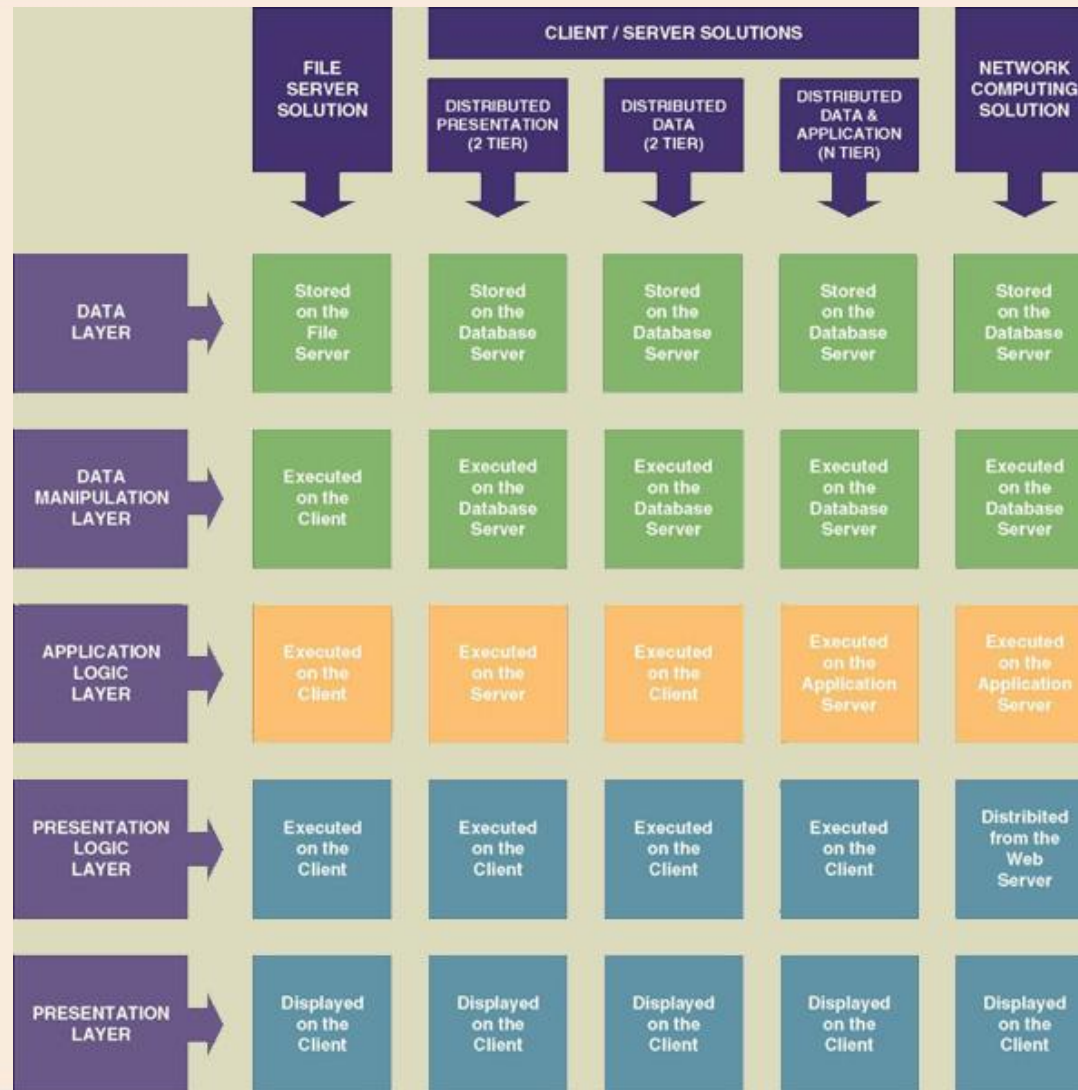 CLIENT / SERVER SOLUTIONS
FILE
SERVER
SOLUTION
DISTRIBUTED
PRESENTATION
(2 TIER)
DISTRIBUTED
DATA
(2 TIER)
DISTRIBUTED
DATA &
APPLICATION
(N TIER)
NETWORK
COMPUTING
SOLUTION
DATA
LAYER
Stored
on the
File
Server
Stored
on the
Database
Server
Stored
on the
Database
Server
Stored
on the
Database
Server
Stored
on the
Database
Server
DATA
MANIPULATION
LAYER
Executed
on the
Client
Executed
on the
Database
Server
Executed
on the
Database
Server
Executed
on the
Database
Server
Executed
on the
Database
Server
APPLICATION
LOGIC
LAYER
Executed
on the
Client
Executed
on the
Server
Executed
on the
Client
Executed
on the
Application
Server
Executed
on the
Application
Server
PRESENTATION
LOGIC
LAYER
Executed
on the
Client
Executed
on the
Client
Executed
on the
Client
Executed
on the
Client
Distribited
from the
Web
Server
PRESENTATION
LAYER
Displayed
on the
Client
Displayed
on the
Client
Displayed
on the
Client
Displayed
on the
Client
Displayed
on the
Client